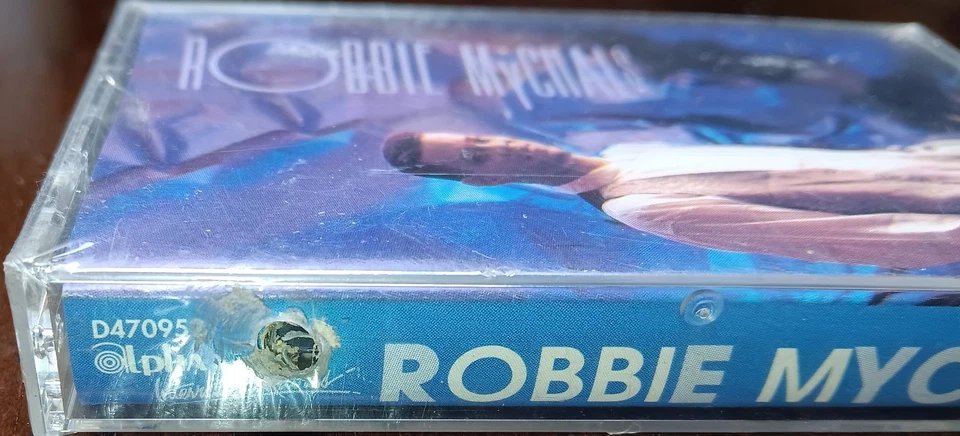 ROBBIE MYCHALS
D47095
alpha
ROBBIE MYC